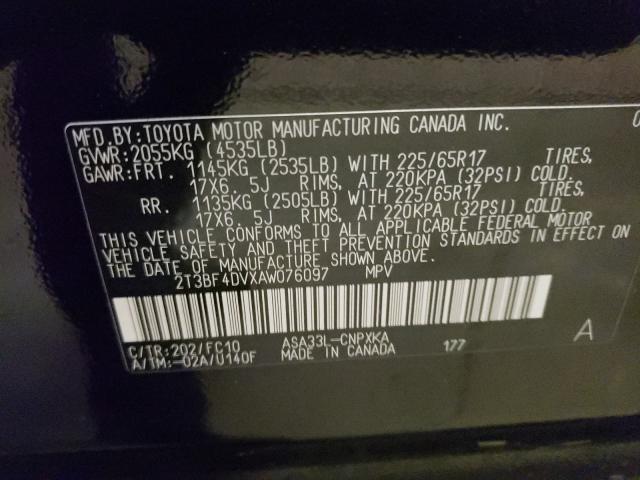 MFD. BY: TOYOTA MOTOR MANUFACTURING CANADA INC. 0
GVWR: 2055KG (4535LB)
GAWR: FRT. 1145KG (2535LB) WITH 225/65R17 TIRES,
17X6. 5J RIMS, AT 220KPA (32PSI) COLD.
RR. 1135KG (2505LB) WITH 225/65R17 TIRES,
17X6. 5J RIMS, AT 220KPA (32PSI) COLD.
THIS VEHICLE CONFORMS TO ALL APPLICABLE FEDERAL MOTOR
VEHICLE SAFETY AND THEFT PREVENTION STANDARDS IN EFFECT ON
THE DATE OF MANUFACTURE SHOWN ABOVE.
2T3BF4DVXAW076097 MPV
C/TR: 202/FC10 ASA33L-CNPXKA 177 A
A/TM: -02A/U140F MADE IN CANADA